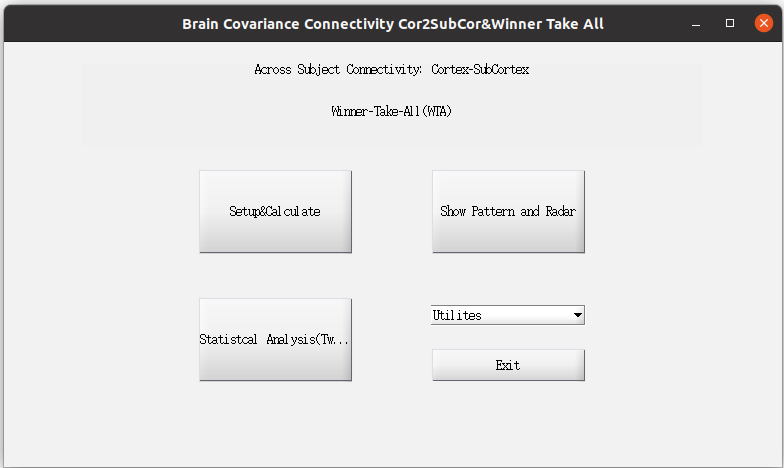 Brain Covariance Connectivity Cor2SubCor&Winner Take All
Across Subject Connectivity: Cortex-SubCortex
Winner-Take-All(WTA)
Setup&Calculate
Show Pattern and Radar
Statistcal Analysis(Tw...
Utilites
Exit